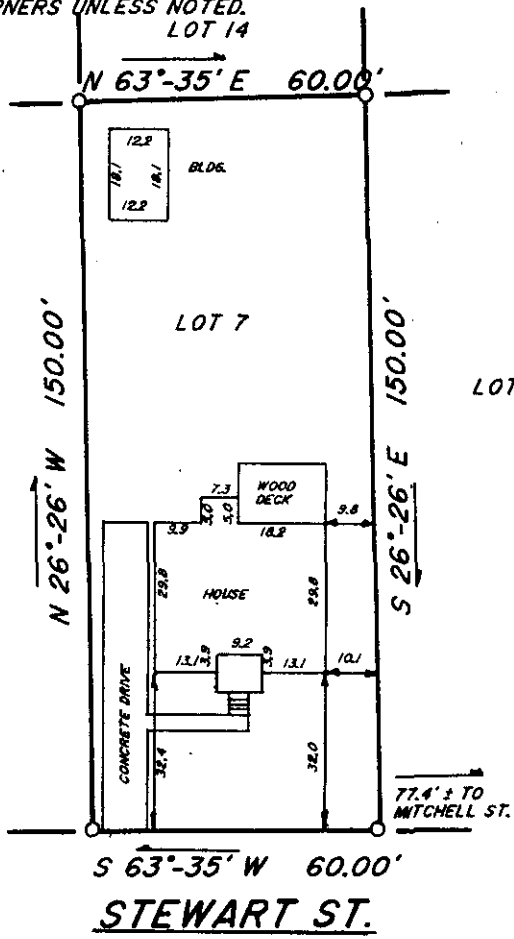 RNERS UNLESS NOTED.
LOT 14
N 63°-35' E 60.00'
12.2
18.1 18.1
12.2
BLDG.
LOT 7
N 26°-26' W 150.00'
S 26°-26' E 150.00'
LOT
7.3
WOOD
DECK
9.9
5.0
5.0
18.2
9.8
29.8
HOUSE
29.8
9.2
13.1
3.9
3.9
13.1
10.1
CONCRETE DRIVE
32.4
32.0
77.4' ± TO
MITCHELL ST.
S 63°-35' W 60.00'
STEWART ST.